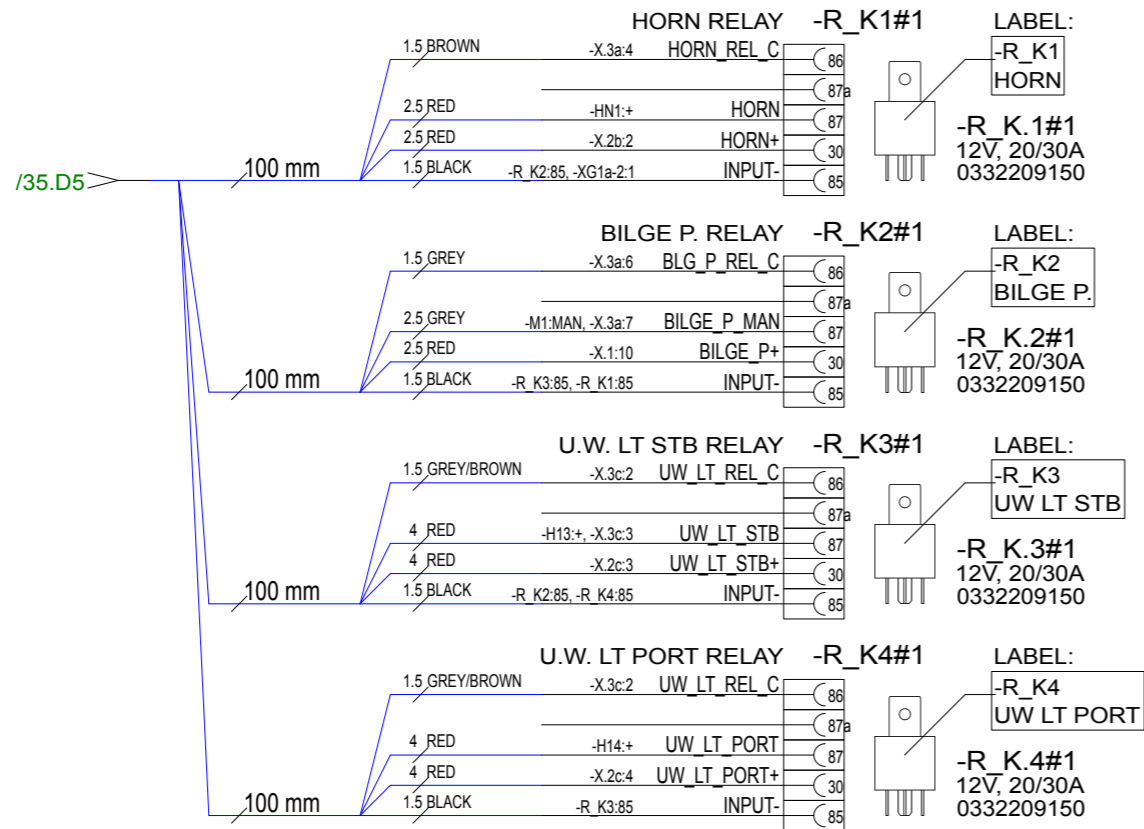 HORN RELAY -R_K1#1 LABEL:
1.5 BROWN -X.3a:4 HORN_REL_C 86
-R_K1
HORN
87a
2.5 RED -HN1:+ HORN 87
2.5 RED -X.2b:2 HORN+ 30
1.5 BLACK -R_K2:85, -XG1a-2:1 INPUT- 85
-R_K.1#1
12V, 20/30A
0332209150
/35.D5
100 mm
BILGE P. RELAY -R_K2#1 LABEL:
1.5 GREY -X.3a:6 BLG_P_REL_C 86
-R_K2
BILGE P.
87a
2.5 GREY -M1:MAN, -X.3a:7 BILGE_P_MAN 87
2.5 RED -X.1:10 BILGE_P+ 30
1.5 BLACK -R_K3:85, -R_K1:85 INPUT- 85
-R_K.2#1
12V, 20/30A
0332209150
100 mm
U.W. LT STB RELAY -R_K3#1 LABEL:
1.5 GREY/BROWN -X.3c:2 UW_LT_REL_C 86
-R_K3
UW LT STB
87a
4 RED -H13:+, -X.3c:3 UW_LT_STB 87
4 RED -X.2c:3 UW_LT_STB+ 30
1.5 BLACK -R_K2:85, -R_K4:85 INPUT- 85
-R_K.3#1
12V, 20/30A
0332209150
100 mm
U.W. LT PORT RELAY -R_K4#1 LABEL:
1.5 GREY/BROWN -X.3c:2 UW_LT_REL_C 86
-R_K4
UW LT PORT
87a
4 RED -H14:+ UW_LT_PORT 87
4 RED -X.2c:4 UW_LT_PORT+ 30
1.5 BLACK -R_K3:85 INPUT- 85
-R_K.4#1
12V, 20/30A
0332209150
100 mm